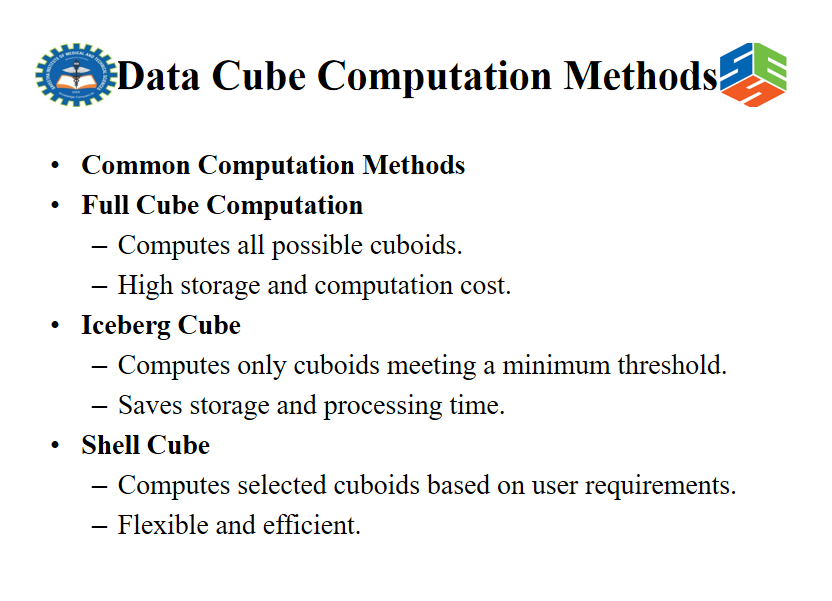 Data Cube Computation Methods
SSES
• Common Computation Methods
• Full Cube Computation
– Computes all possible cuboids.
– High storage and computation cost.
• Iceberg Cube
– Computes only cuboids meeting a minimum threshold.
– Saves storage and processing time.
• Shell Cube
– Computes selected cuboids based on user requirements.
– Flexible and efficient.